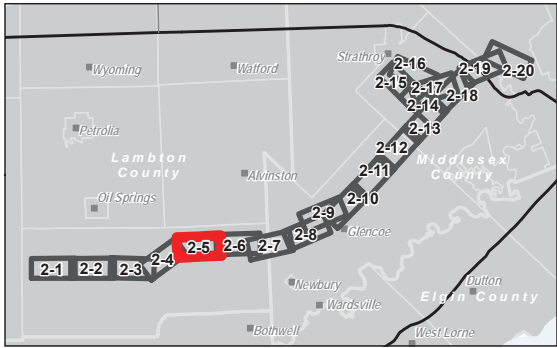 Strathroy
2-16
2-19
2-20
Wyoming
Watford
2-15
2-17
2-18
2-14
Petrolia
2-13
Lambton
County
2-12
Middlesex
County
2-11
Alvinston
Oil Springs
2-10
2-9
Glencoe
2-8
2-5
2-6
2-7
2-4
2-1
2-2
2-3
Newbury
Dutton
Elgin County
Wardsville
Bothwell
West Lorne